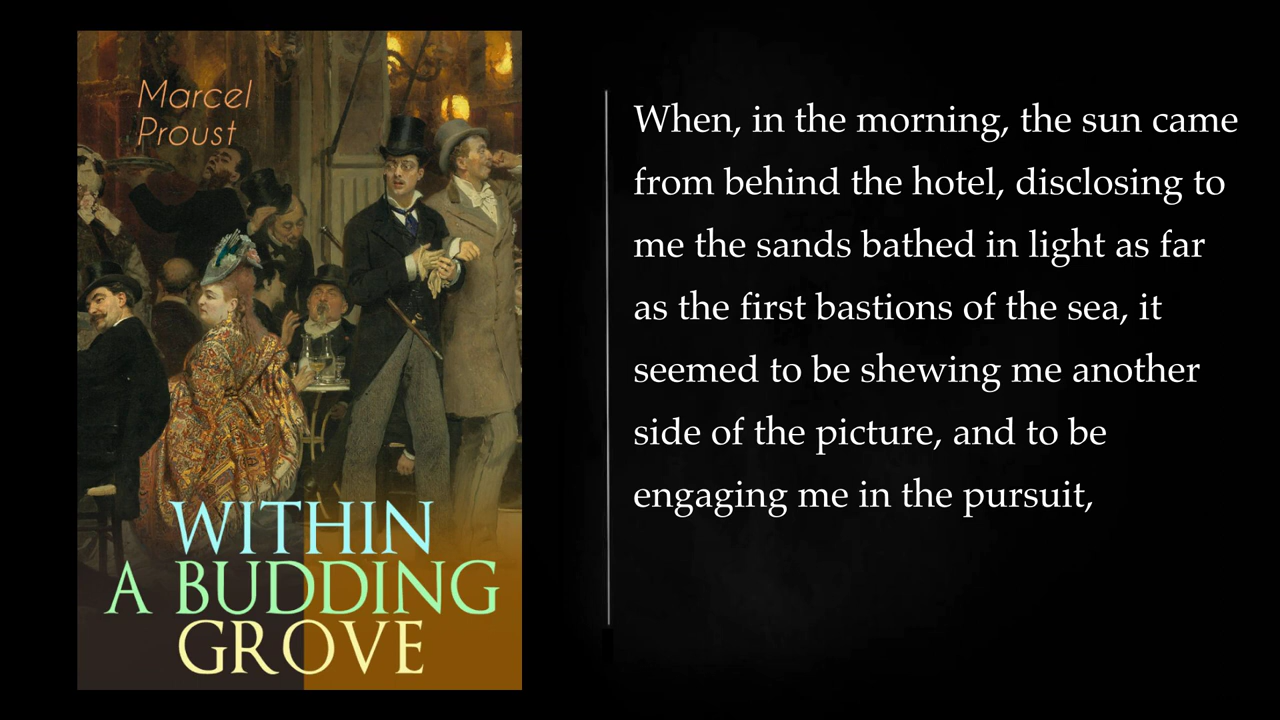 Marcel
Proust
WITHIN
A BUDDING
GROVE
When, in the morning, the sun came
from behind the hotel, disclosing to
me the sands bathed in light as far
as the first bastions of the sea, it
seemed to be shewing me another
side of the picture, and to be
engaging me in the pursuit,